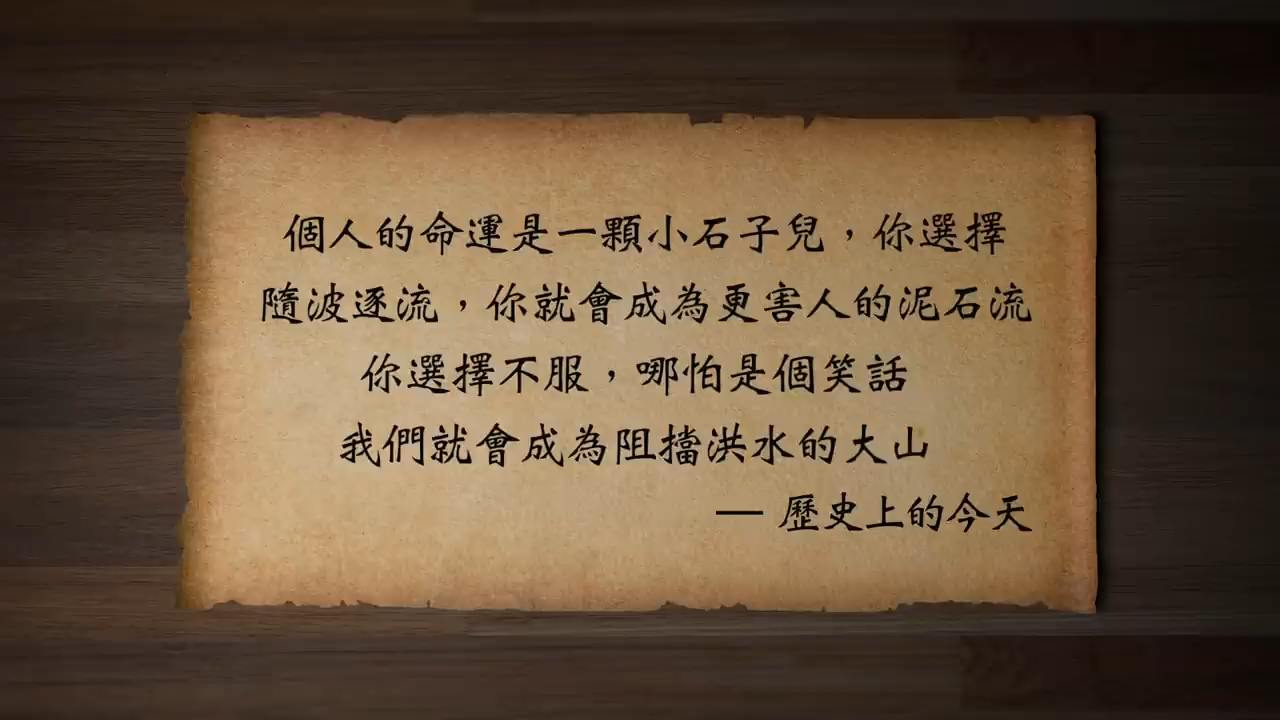 個人的命運是一顆小石子兒，你選擇
隨波逐流，你就會成為更害人的泥石流
你選擇不服，哪怕是個笑話
我們就會成為阻擋洪水的大山
— 歷史上的今天